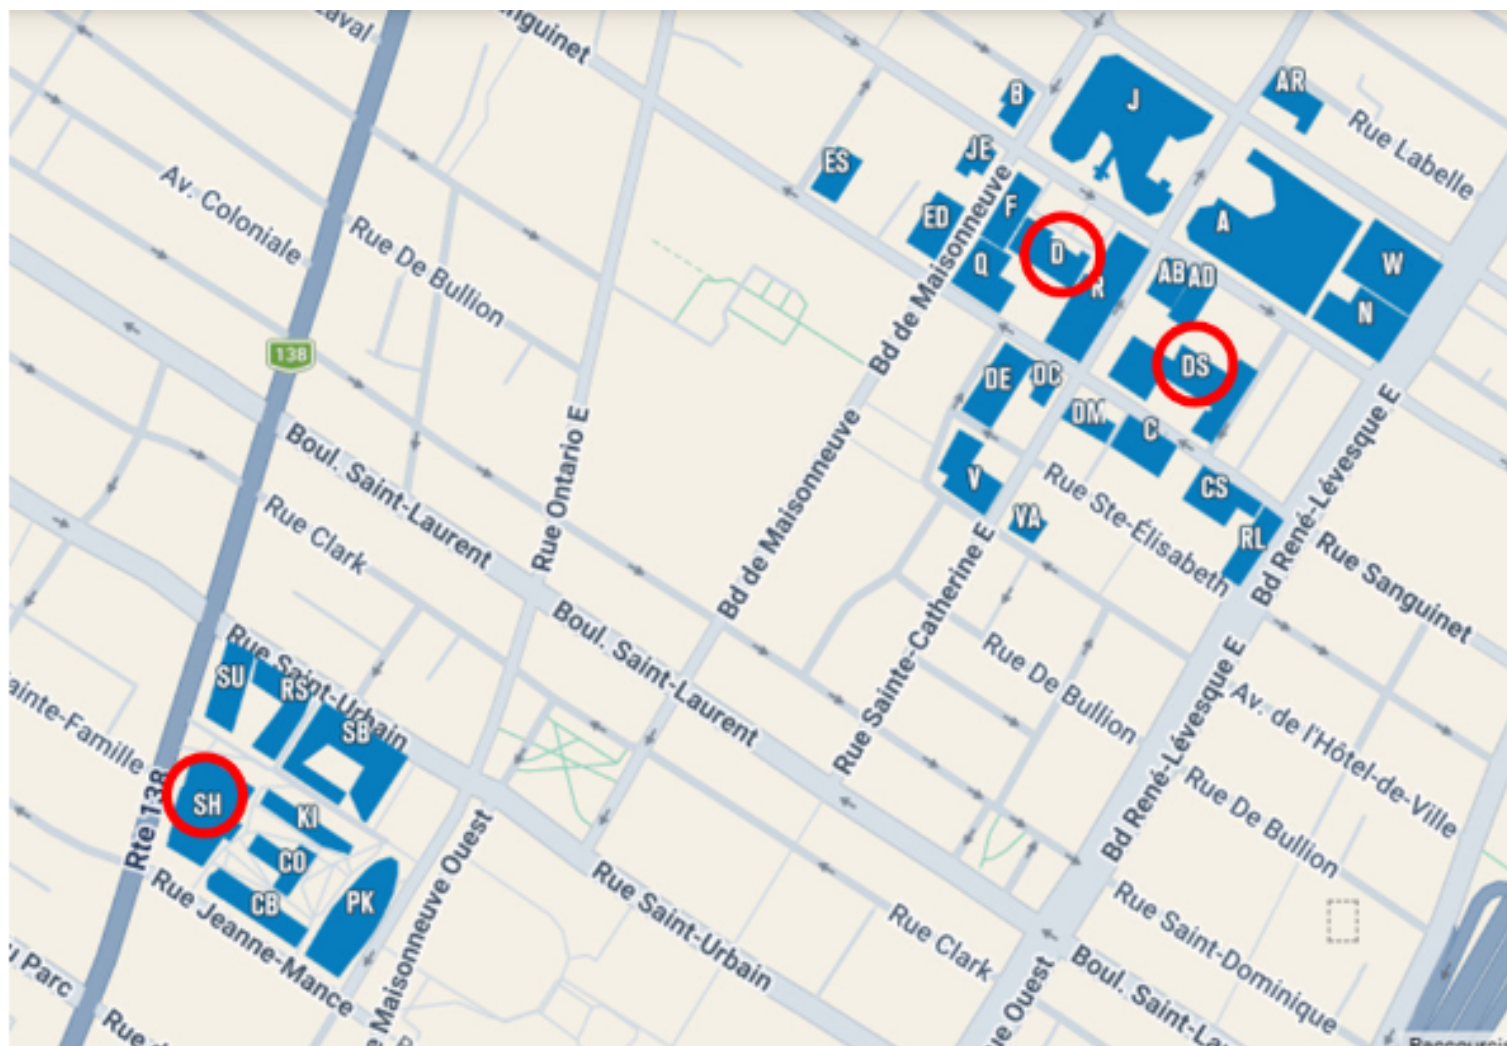 Laval
nguinet
B
J
AR
Rue Labelle
ES
JE
Av. Coloniale
Rue De Bullion
ED
F
D
Q
R
A
AB
AD
W
N
138
Bd de Maisonneuve
DE
DC
DS
DM
C
V
VA
CS
RL
Rue Ste-Élisabeth
Bd René-Lévesque E
Rue Sanguinet
Boul. Saint-Laurent
Rue Ontario E
Rue Clark
Bd de Maisonneuve
Boul. Saint-Laurent
Rue Sainte-Catherine E
Rue De Bullion
Bd René-Lévesque E
Av. de l'Hôtel-de-Ville
Rue De Bullion
Rue Saint-Urbain
SU
RS
SB
ainte-Famille
SH
KI
CO
CB
PK
Rte 138
Rue Jeanne-Mance
Maisonneuve Ouest
Rue Saint-Urbain
Rue Clark
Rue Saint-Dominique
Boul. Saint-La
ue Ouest
u Parc
Rue d